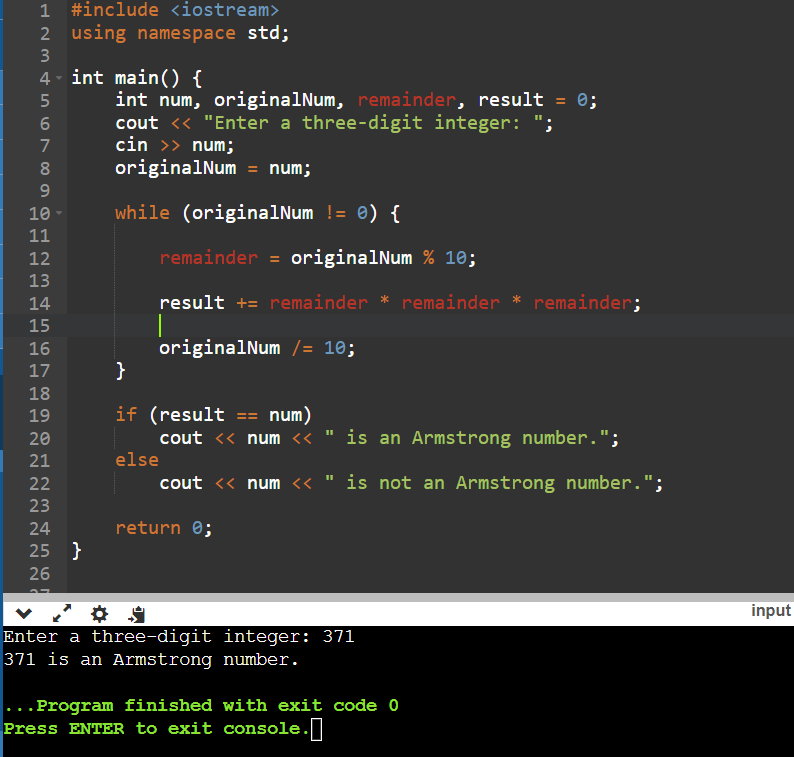 1 #include <iostream>
2 using namespace std;
3
4 int main() {
5     int num, originalNum, remainder, result = 0;
6     cout << "Enter a three-digit integer: ";
7     cin >> num;
8     originalNum = num;
9
10     while (originalNum != 0) {
11
12         remainder = originalNum % 10;
13
14         result += remainder * remainder * remainder;
15
16         originalNum /= 10;
17     }
18
19     if (result == num)
20         cout << num << " is an Armstrong number.";
21     else
22         cout << num << " is not an Armstrong number.";
23
24     return 0;
25 }
26
27
input
Enter a three-digit integer: 371
371 is an Armstrong number.
...Program finished with exit code 0
Press ENTER to exit console.